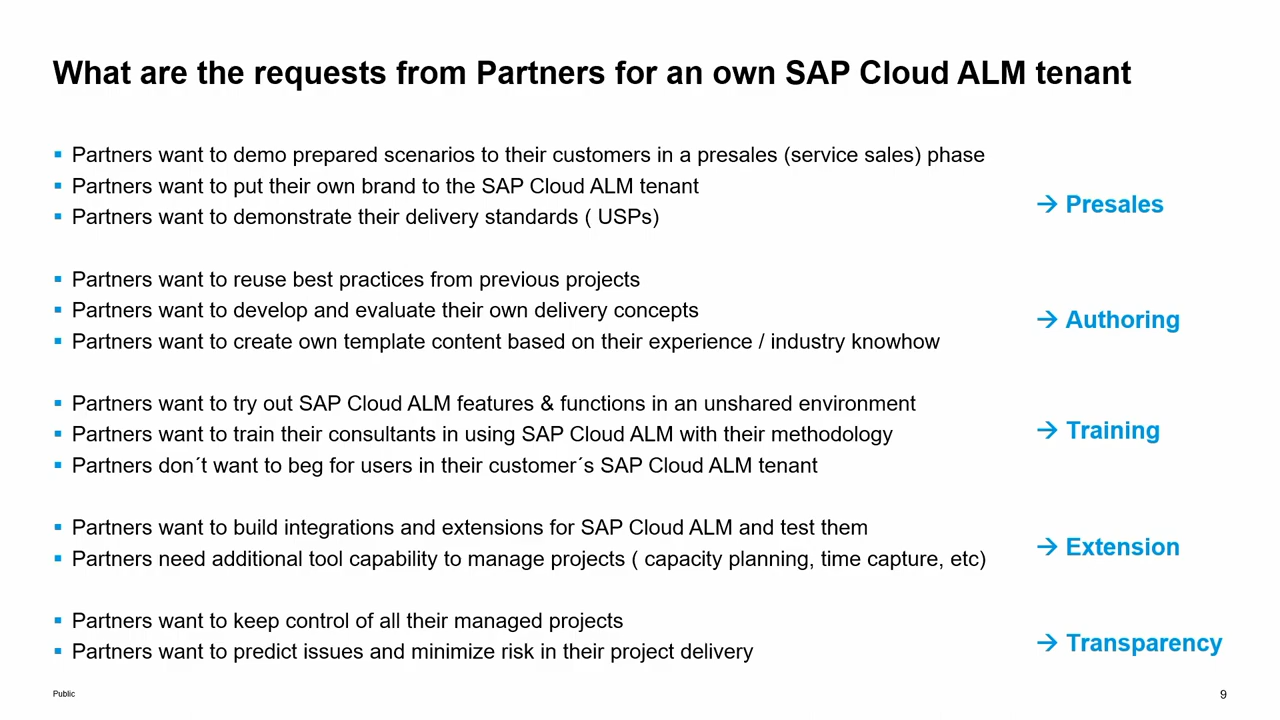 What are the requests from Partners for an own SAP Cloud ALM tenant
▪ Partners want to demo prepared scenarios to their customers in a presales (service sales) phase
▪ Partners want to put their own brand to the SAP Cloud ALM tenant
▪ Partners want to demonstrate their delivery standards ( USPs)
→ Presales
▪ Partners want to reuse best practices from previous projects
▪ Partners want to develop and evaluate their own delivery concepts
▪ Partners want to create own template content based on their experience / industry knowhow
→ Authoring
▪ Partners want to try out SAP Cloud ALM features & functions in an unshared environment
▪ Partners want to train their consultants in using SAP Cloud ALM with their methodology
▪ Partners don´t want to beg for users in their customer´s SAP Cloud ALM tenant
→ Training
▪ Partners want to build integrations and extensions for SAP Cloud ALM and test them
▪ Partners need additional tool capability to manage projects ( capacity planning, time capture, etc)
→ Extension
▪ Partners want to keep control of all their managed projects
▪ Partners want to predict issues and minimize risk in their project delivery
→ Transparency
Public
9